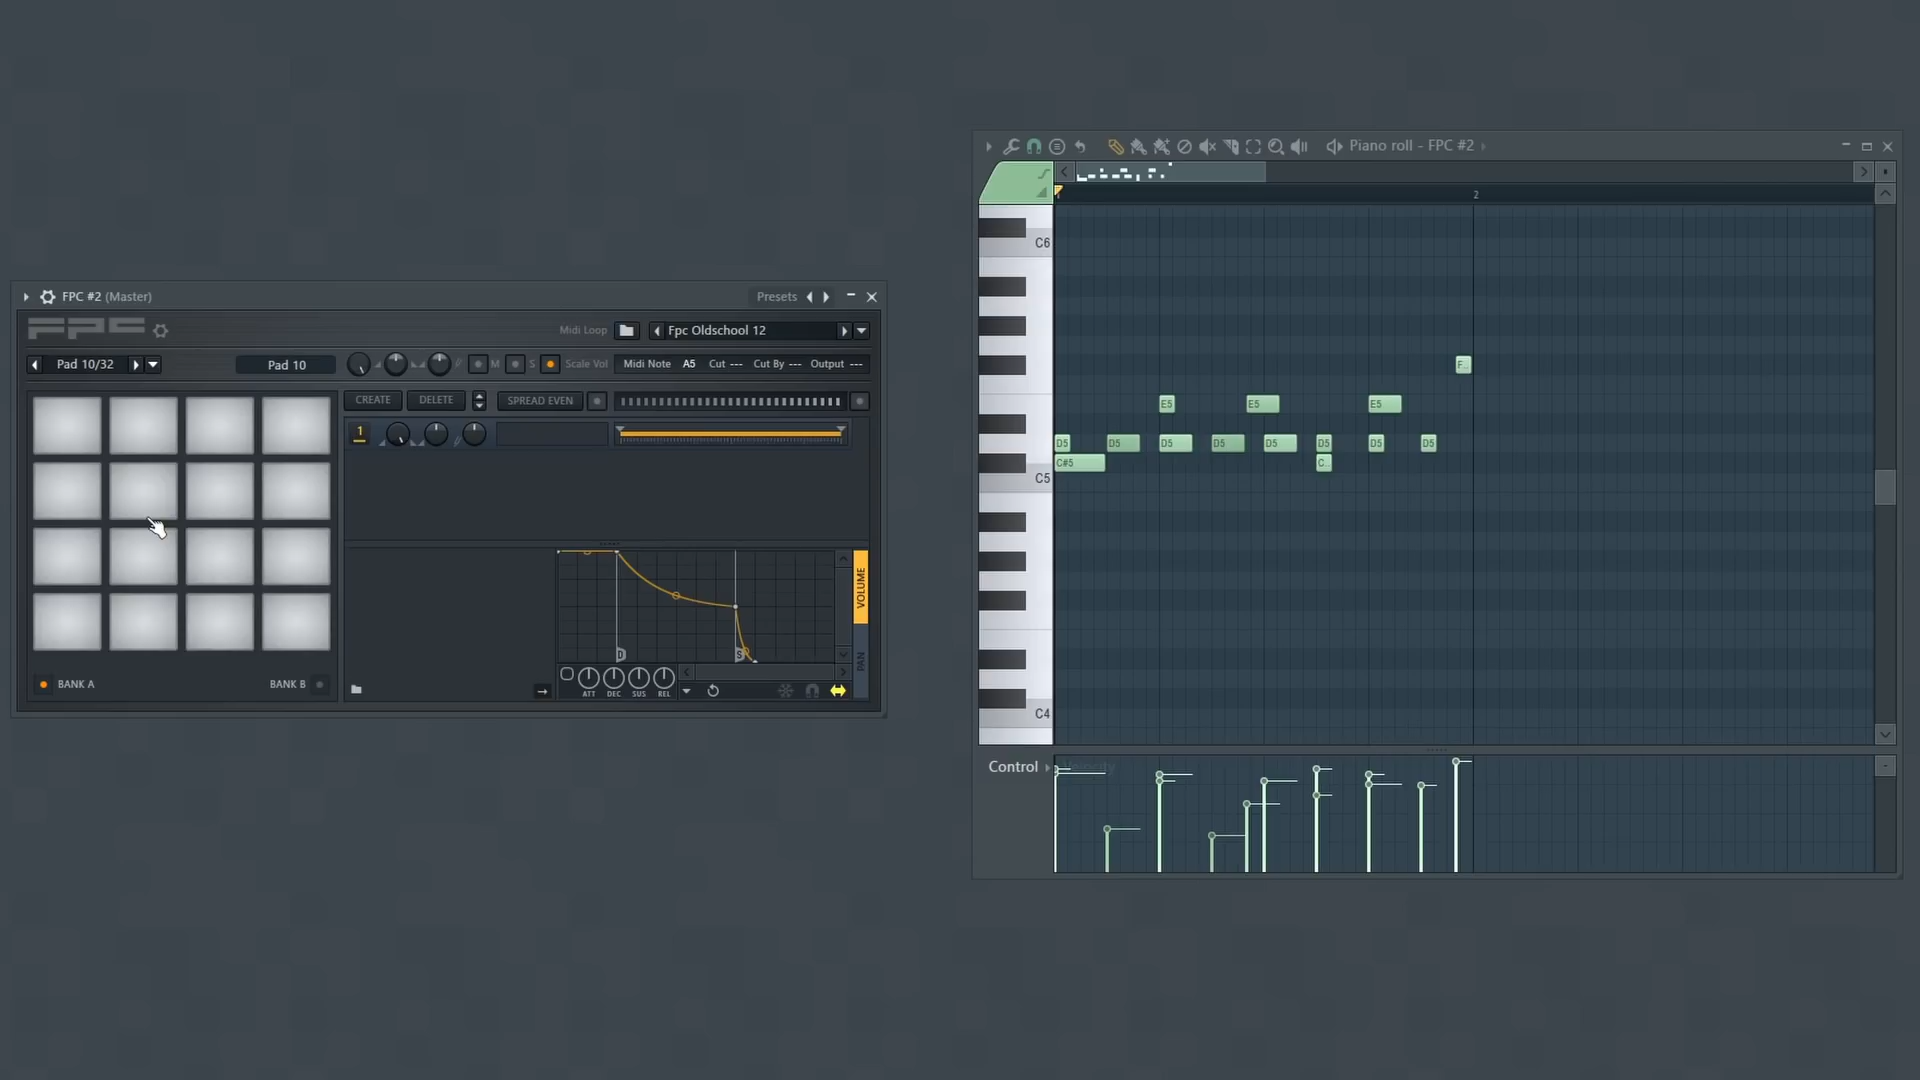 FPC #2 (Master)
Presets
FPC
Midi Loop
Fpc Oldschool 12
Pad 10/32
Pad 10
M
S
Scale Vol
Midi Note A5 Cut --- Cut By --- Output ---
CREATE
DELETE
SPREAD EVEN
1
D
S
VOLUME
PAN
ATT
DEC
SUS
REL
BANK A
BANK B
Piano roll - FPC #2
2
C6
F...
E5
E5
E5
D5
D5
D5
D5
D5
D5
D5
D5
C#5
C...
C5
C4
Control
Velocity